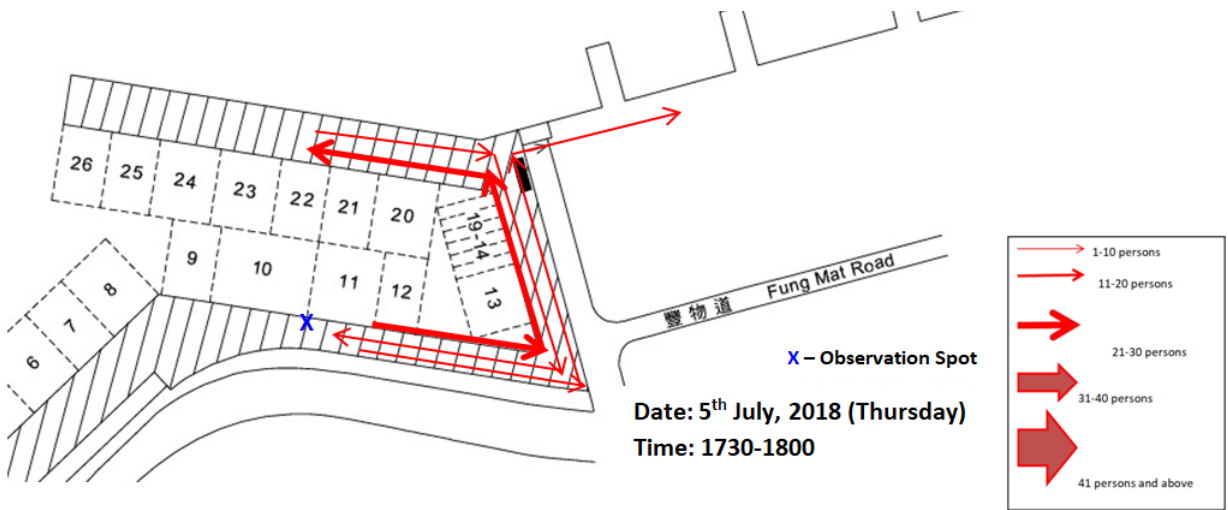 26
25
24
23
22
21
20
19-14
13
9
10
11
12
8
7
6
X
豐物道 Fung Mat Road
X – Observation Spot
Date: 5th July, 2018 (Thursday)
Time: 1730-1800
1-10 persons
11-20 persons
21-30 persons
31-40 persons
41 persons and above